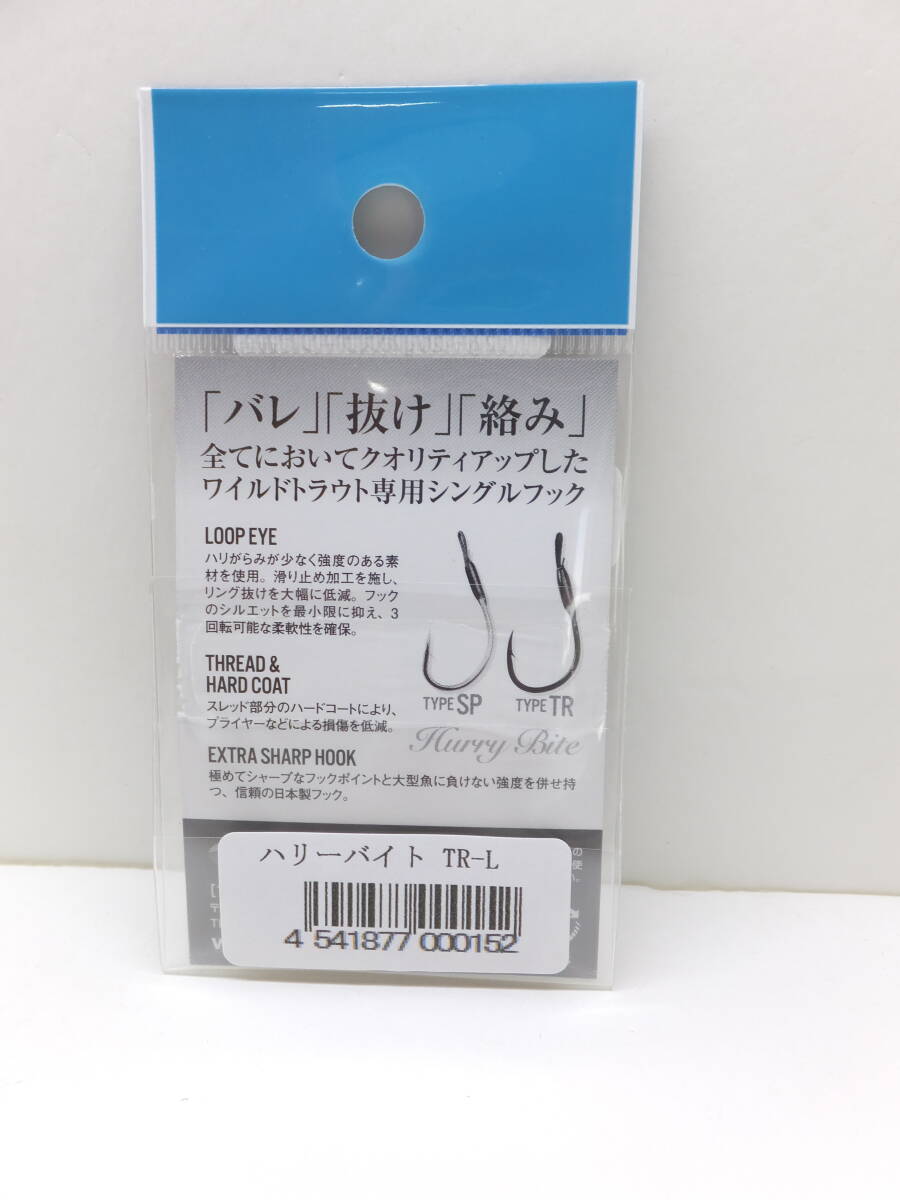 「バレ」「抜け」「絡み」
全てにおいてクオリティアップした
ワイルドトラウト専用シングルフック
LOOP EYE
ハリがらみが少なく強度のある素
材を使用。滑り止め加工を施し、
リング抜けを大幅に低減。フック
のシルエットを最小限に抑え、3
回転可能な柔軟性を確保。
THREAD &
HARD COAT
スレッド部分のハードコートにより、
プライヤーなどによる損傷を低減。
EXTRA SHARP HOOK
極めてシャープなフックポイントと大型魚に負けない強度を併せ持
つ、信頼の日本製フック。
TYPE SP
TYPE TR
Hurry Bite
ハリーバイト TR-L
4 541877 000152